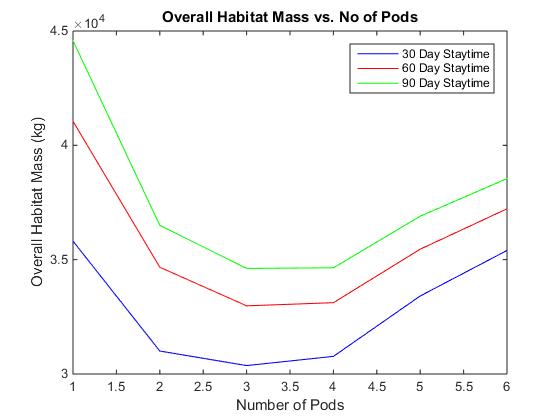 Overall Habitat Mass vs. No of Pods
×10⁴
4.5
4
3.5
3
Overall Habitat Mass (kg)
30 Day Staytime
60 Day Staytime
90 Day Staytime
1 1.5 2 2.5 3 3.5 4 4.5 5 5.5 6
Number of Pods